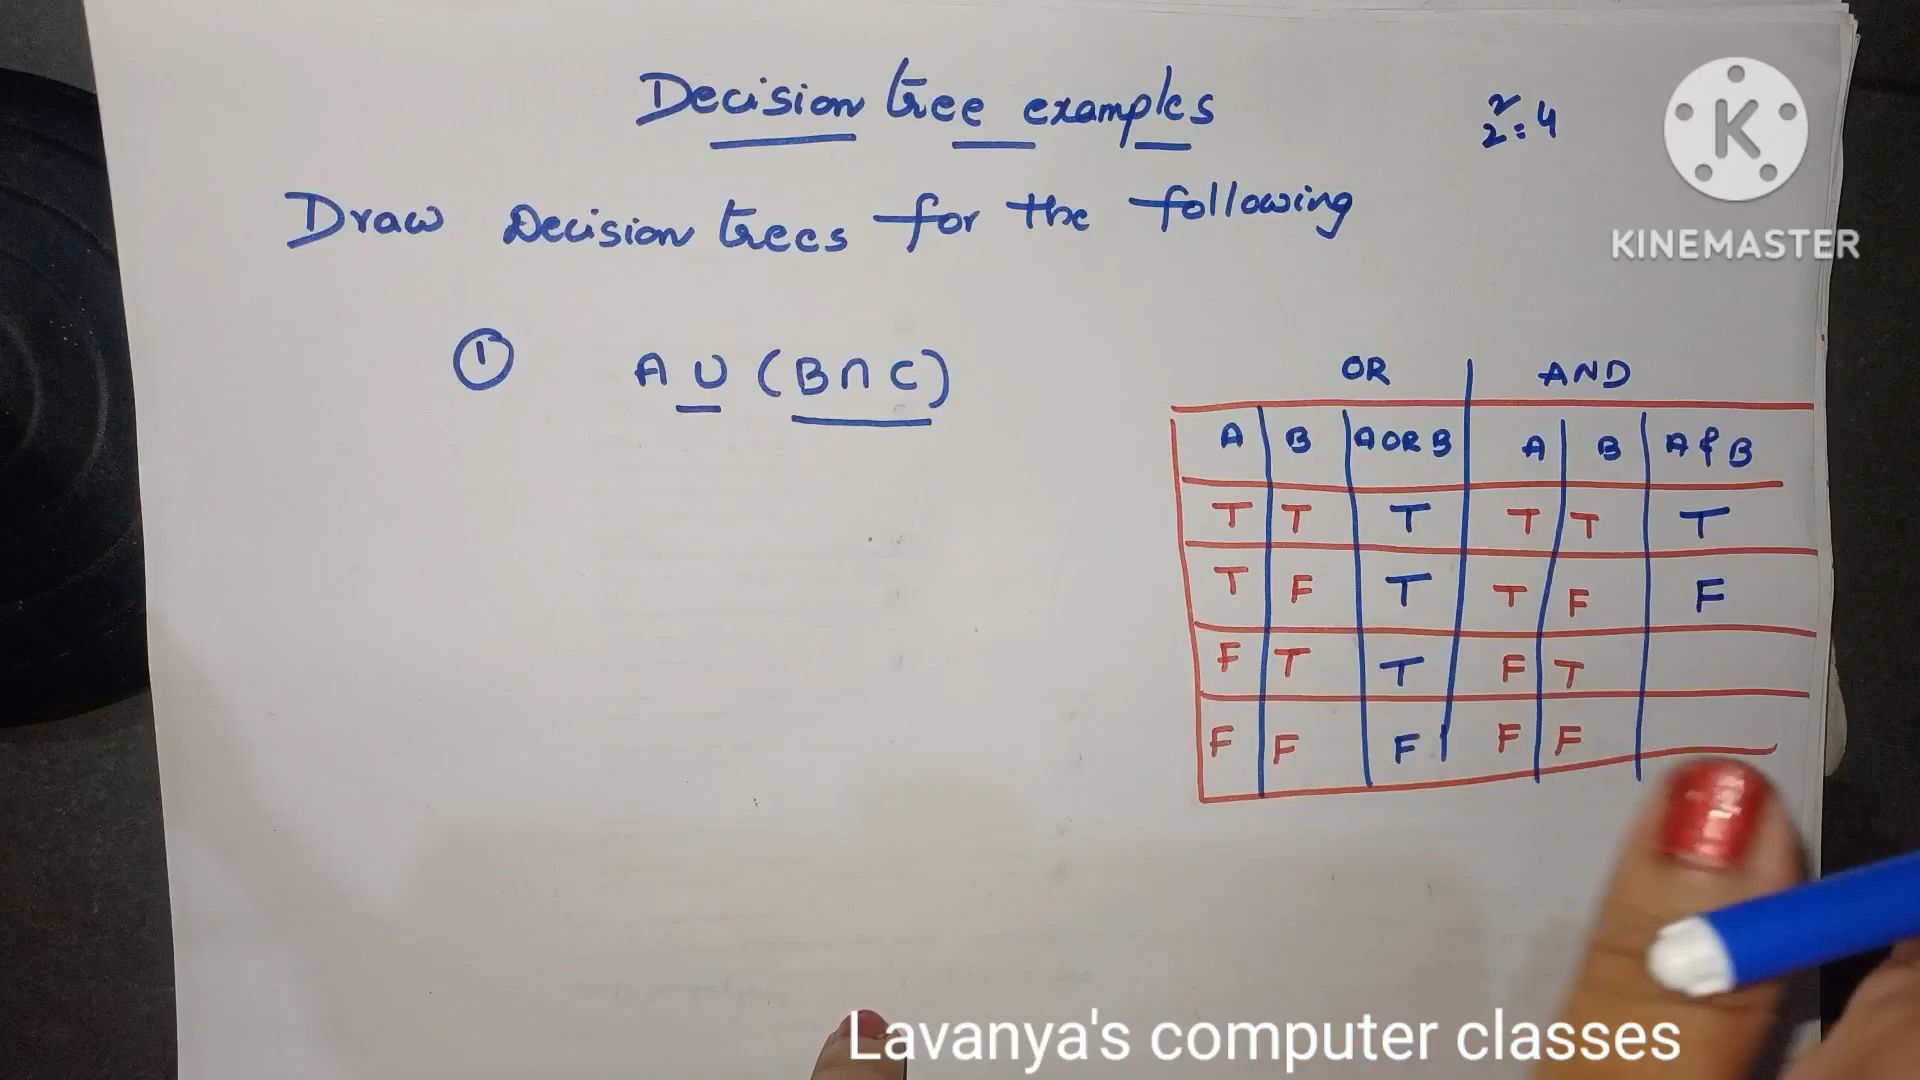 Decision tree examples
2² = 4
K
KINEMASTER
Draw Decision trees for the following
① A ∪ (B ∩ C)
OR | AND
A | B | A OR B | A | B | A & B
T | T | T | T | T | T
T | F | T | T | F | F
F | T | T | F | T
F | F | F | F | F
Lavanya's computer classes